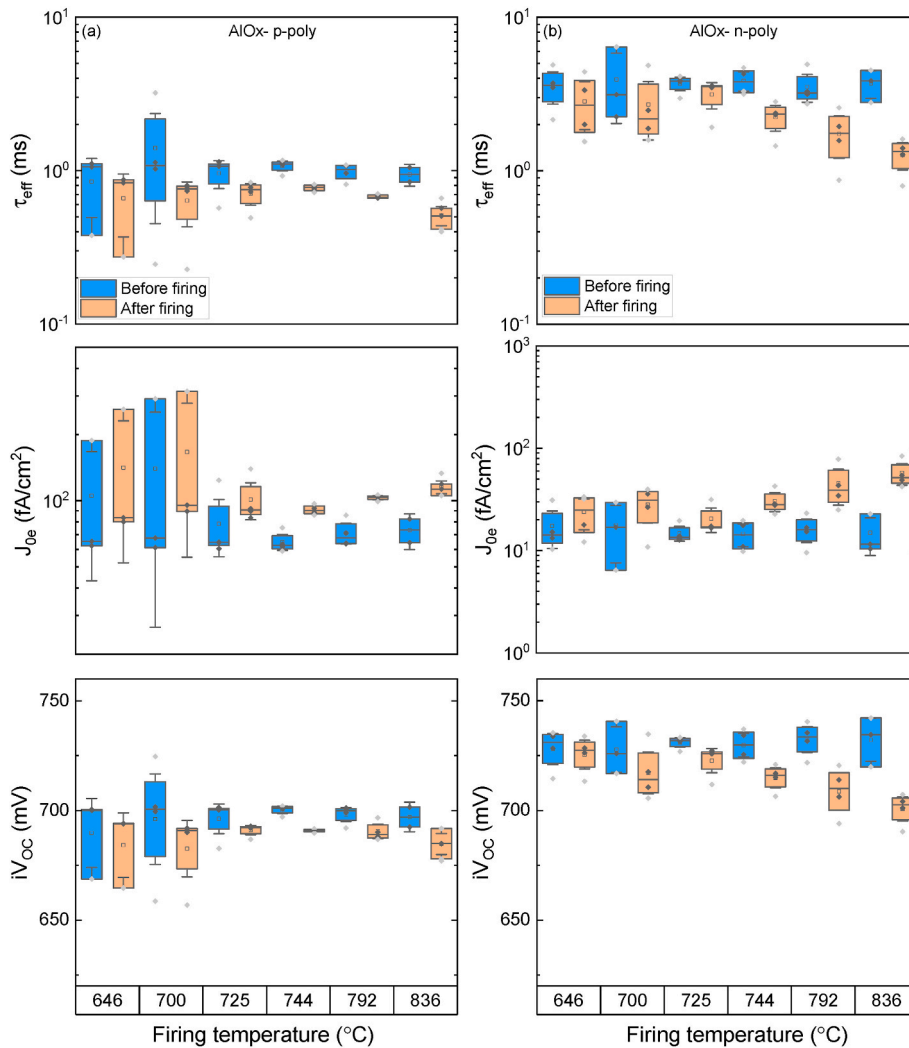 (a) AlOx- p-poly
10¹
10⁰
10⁻¹
τeff (ms)
Before firing
After firing
10²
J0e (fA/cm²)
750
700
650
iVOC (mV)
646 700 725 744 792 836
Firing temperature (°C)
(b) AlOx- n-poly
10¹
10⁰
10⁻¹
τeff (ms)
Before firing
After firing
10³
10²
10¹
10⁰
J0e (fA/cm²)
750
700
650
iVOC (mV)
646 700 725 744 792 836
Firing temperature (°C)